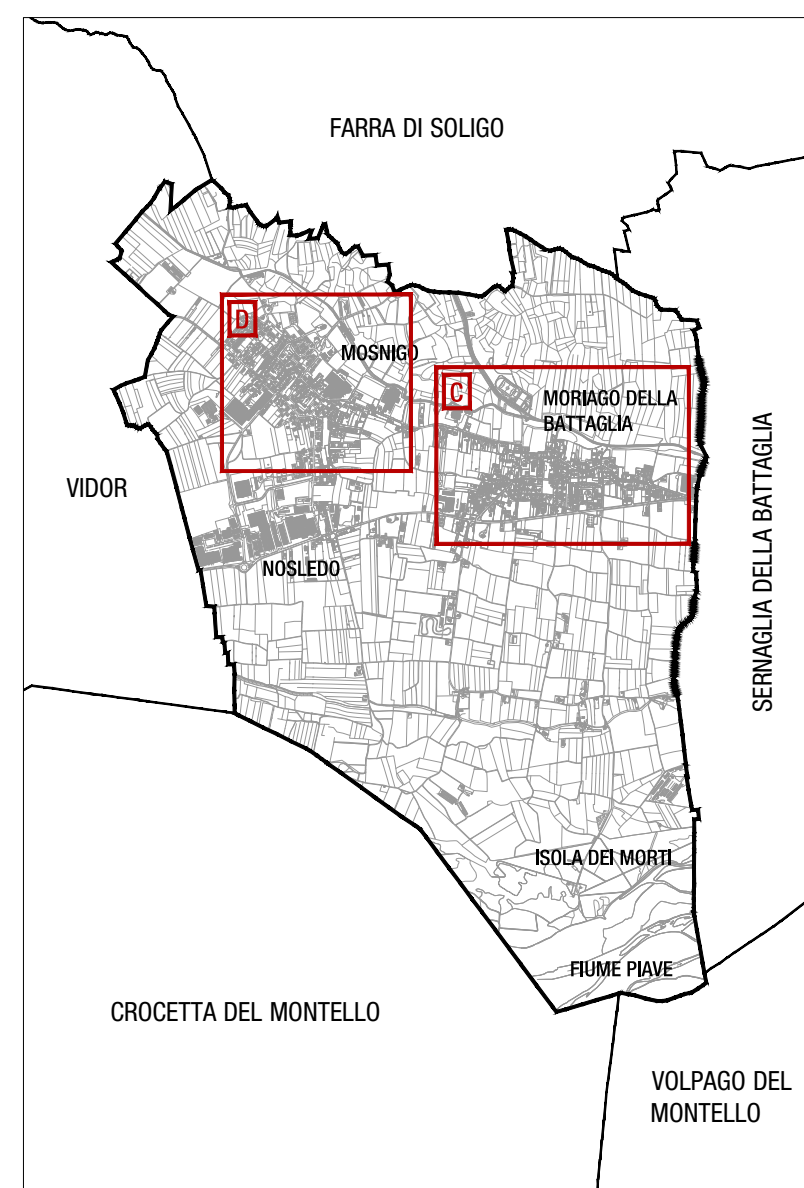 FARRA DI SOLIGO
D
MOSNIGO
C
MORIAGO DELLA
BATTAGLIA
VIDOR
SERNAGLIA DELLA BATTAGLIA
NOSLEDO
ISOLA DEI MORTI
FIUME PIAVE
CROCETTA DEL MONTELLO
VOLPAGO DEL
MONTELLO